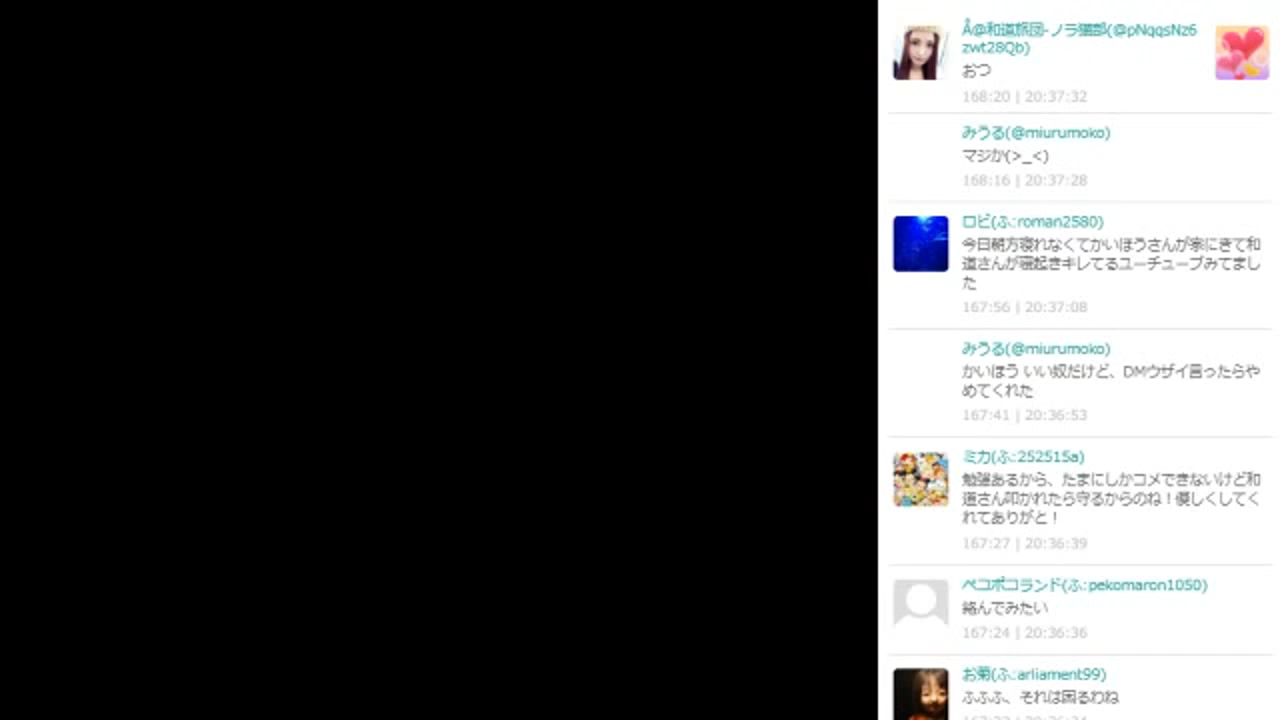 Å@和道旅団-ノラ猫部(@pNqqsNz6
zwt28Qb)
おつ
168:20 | 20:37:32
みうる(@miurumoko)
マジか(>_<)
168:16 | 20:37:28
ロビ(ふ:roman2580)
今日朝方寝れなくてかいほうさんが家にきて和
道さんが寝起きキレてるユーチューブみてまし
た
167:56 | 20:37:08
みうる(@miurumoko)
かいほう いい奴だけど、DMウザイ言ったらや
めてくれた
167:41 | 20:36:53
ミカ(ふ:252515a)
勉強あるから、たまにしかコメできないけど和
道さん叩かれたら守るからのね！優しくしてく
れてありがと！
167:27 | 20:36:39
ペコポコランド(ふ:pekomaron1050)
絡んでみたい
167:24 | 20:36:36
お菊(ふ:arliament99)
ふふふ、それは困るわね